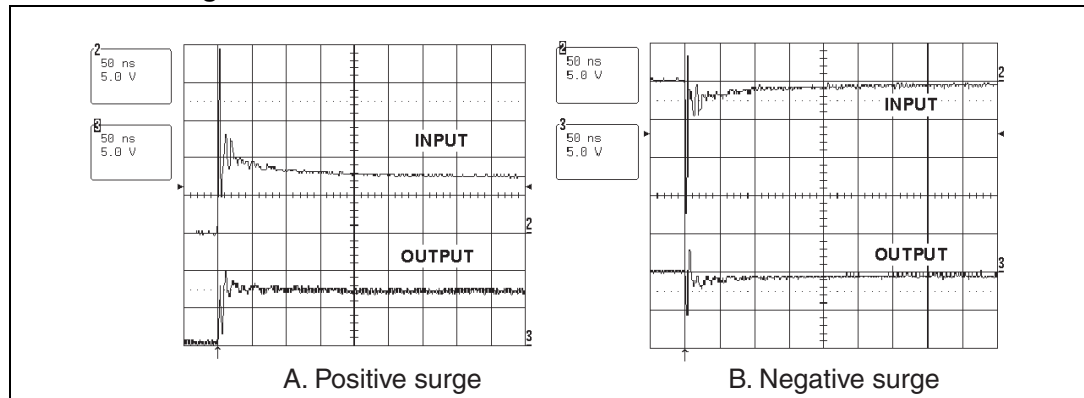 2
50 ns
5.0 V
3
50 ns
5.0 V
INPUT
2
OUTPUT
3
A. Positive surge
2
50 ns
5.0 V
3
50 ns
5.0 V
2
INPUT
OUTPUT
3
B. Negative surge